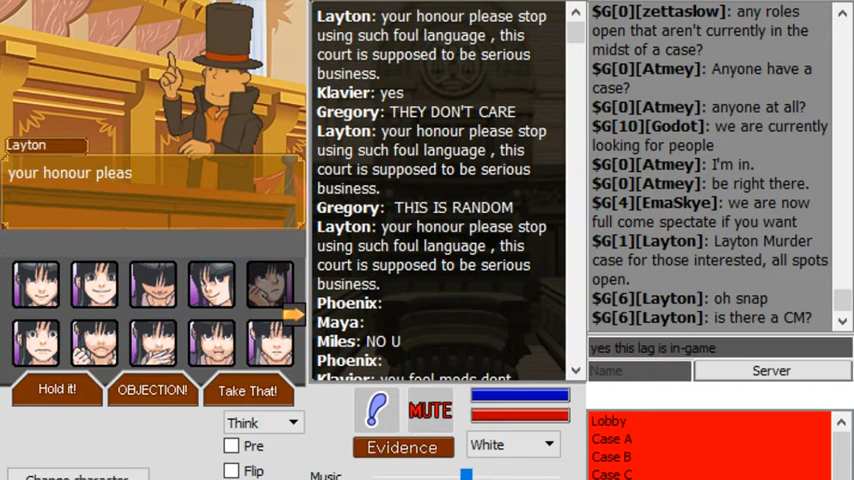 Layton
your honour pleas
Hold it!
OBJECTION!
Take That!
Think
Pre
Flip
Change character
Layton: your honour please stop
using such foul language , this
court is supposed to be serious
business.
Klavier: yes
Gregory: THEY DON'T CARE
Layton: your honour please stop
using such foul language , this
court is supposed to be serious
business.
Gregory: THIS IS RANDOM
Layton: your honour please stop
using such foul language , this
court is supposed to be serious
business.
Phoenix:
Maya:
Miles: NO U
Phoenix:
Klavier: you fool mods dont
MUTE
Evidence
White
Music
$G[0][zettaslow]: any roles
open that aren't currently in the
midst of a case?
$G[0][Atmey]: Anyone have a
case?
$G[0][Atmey]: anyone at all?
$G[10][Godot]: we are currently
looking for people
$G[0][Atmey]: I'm in.
$G[0][Atmey]: be right there.
$G[4][EmaSkye]: we are now
full come spectate if you want
$G[1][Layton]: Layton Murder
case for those interested, all spots
open.
$G[6][Layton]: oh snap
$G[6][Layton]: is there a CM?
yes this lag is in-game
Name
Server
Lobby
Case A
Case B
Case C